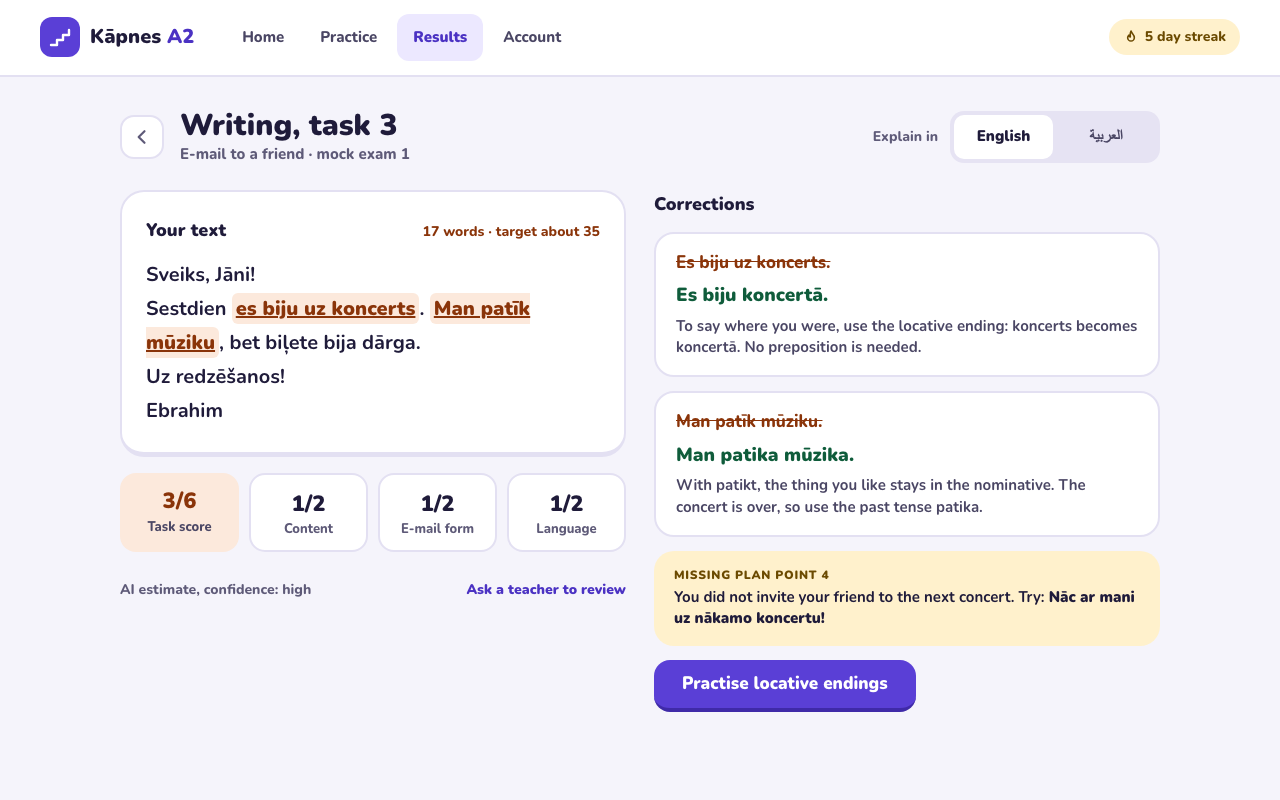 Kāpnes A2
Home
Practice
Results
Account
5 day streak
Writing, task 3
E-mail to a friend · mock exam 1
Explain in
English
العربية
Your text
17 words · target about 35
Sveiks, Jāni!
Sestdien es biju uz koncerts. Man patīk
mūziku, bet biļete bija dārga.
Uz redzēšanos!
Ebrahim
3/6
Task score
1/2
Content
1/2
E-mail form
1/2
Language
AI estimate, confidence: high
Ask a teacher to review
Corrections
Es biju uz koncerts.
Es biju koncertā.
To say where you were, use the locative ending: koncerts becomes
koncertā. No preposition is needed.
Man patīk mūziku.
Man patika mūzika.
With patikt, the thing you like stays in the nominative. The
concert is over, so use the past tense patika.
MISSING PLAN POINT 4
You did not invite your friend to the next concert. Try: Nāc ar mani
uz nākamo koncertu!
Practise locative endings